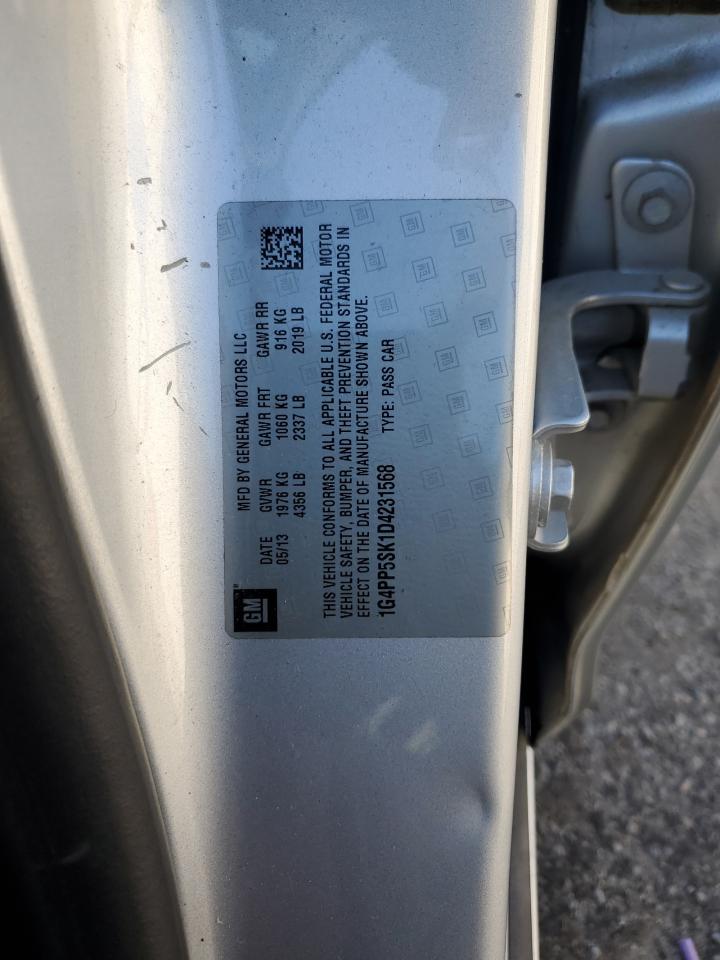 GM
MFD BY GENERAL MOTORS LLC
DATE GVWR GAWR FRT GAWR RR
05/13 1976 KG 1060 KG 916 KG
4356 LB 2337 LB 2019 LB
THIS VEHICLE CONFORMS TO ALL APPLICABLE U.S. FEDERAL MOTOR
VEHICLE SAFETY, BUMPER, AND THEFT PREVENTION STANDARDS IN
EFFECT ON THE DATE OF MANUFACTURE SHOWN ABOVE.
1G4PP5SK1D4231568 TYPE: PASS CAR